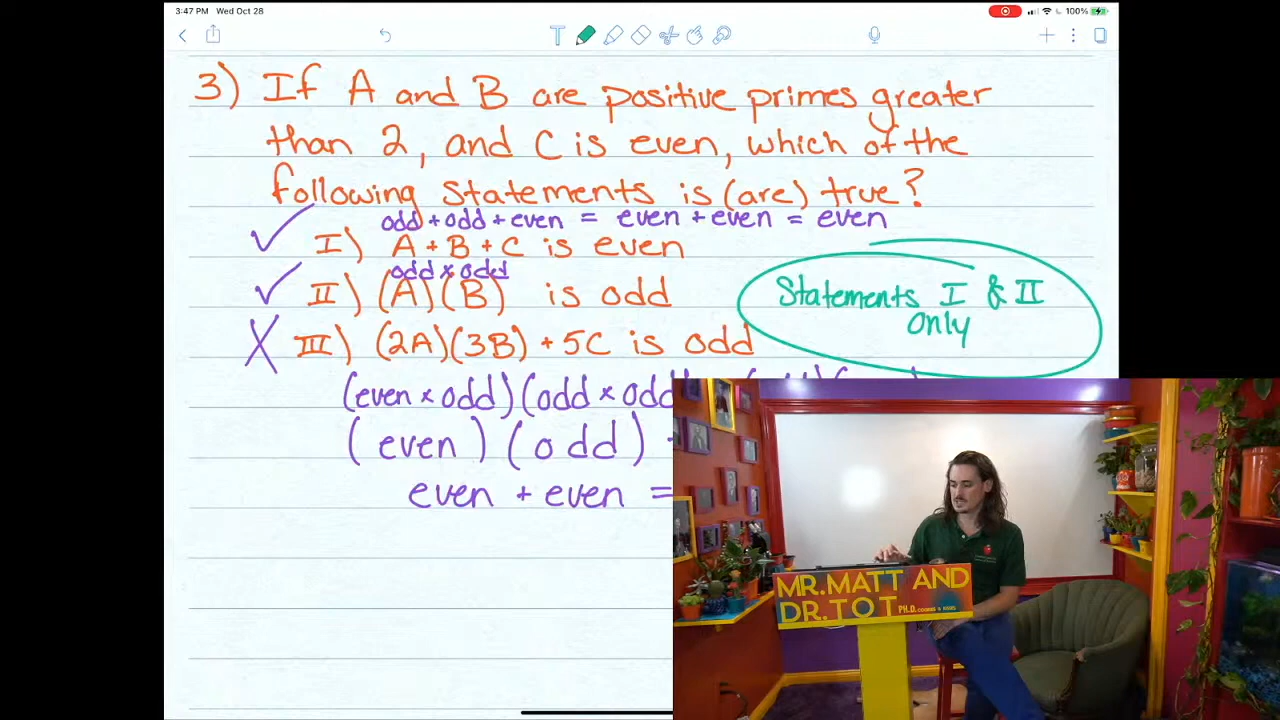 3:47 PM Wed Oct 28
100%
T
3) If A and B are positive primes greater
than 2, and C is even, which of the
following statements is (are) true?
odd + odd + even = even + even = even
I) A + B + C is even
odd x odd
II) (A)(B) is odd
Statements I & II
Only
III) (2A)(3B) + 5C is odd
(even x odd)(odd x odd
(even) (odd)
even + even =
MR. MATT AND
DR. TOT PH.D.